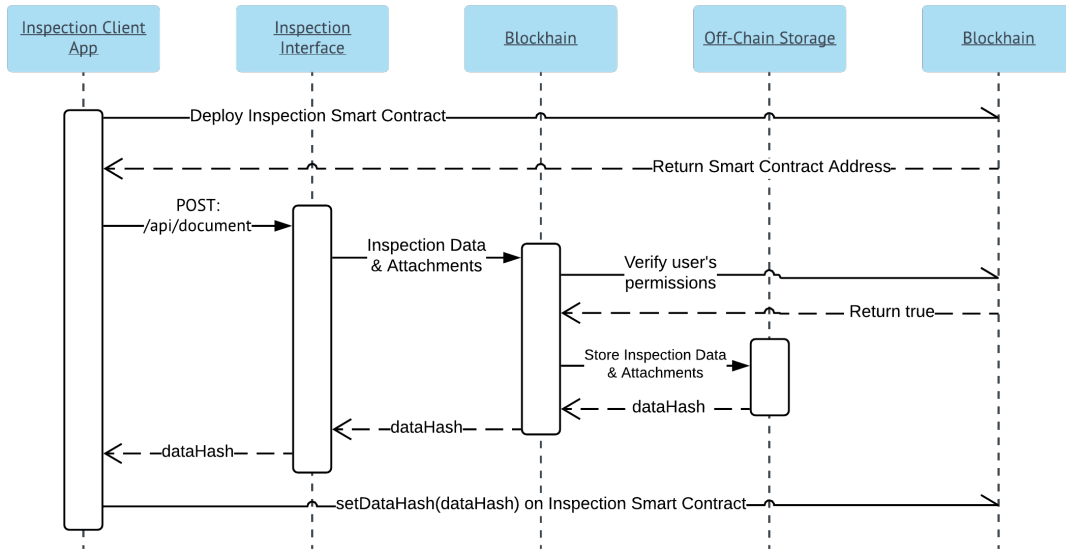 Inspection Client
App
Inspection
Interface
Blockhain
Off-Chain Storage
Blockhain
Deploy Inspection Smart Contract
Return Smart Contract Address
POST:
/api/document
Inspection Data
& Attachments
Verify user's
permissions
Return true
Store Inspection Data
& Attachments
dataHash
dataHash
dataHash
setDataHash(dataHash) on Inspection Smart Contract